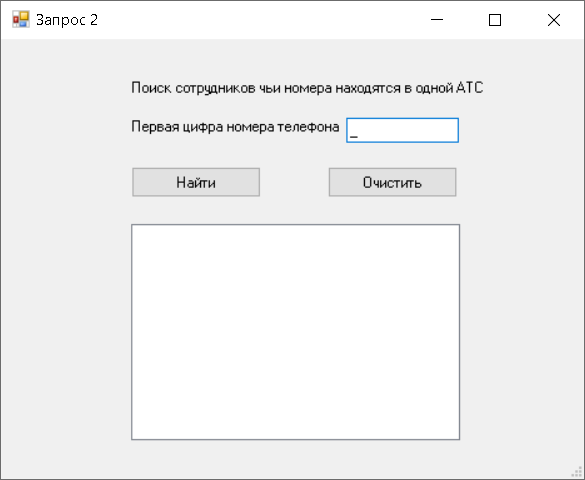 Запрос 2
Поиск сотрудников чьи номера находятся в одной АТС
Первая цифра номера телефона _
Найти Очистить